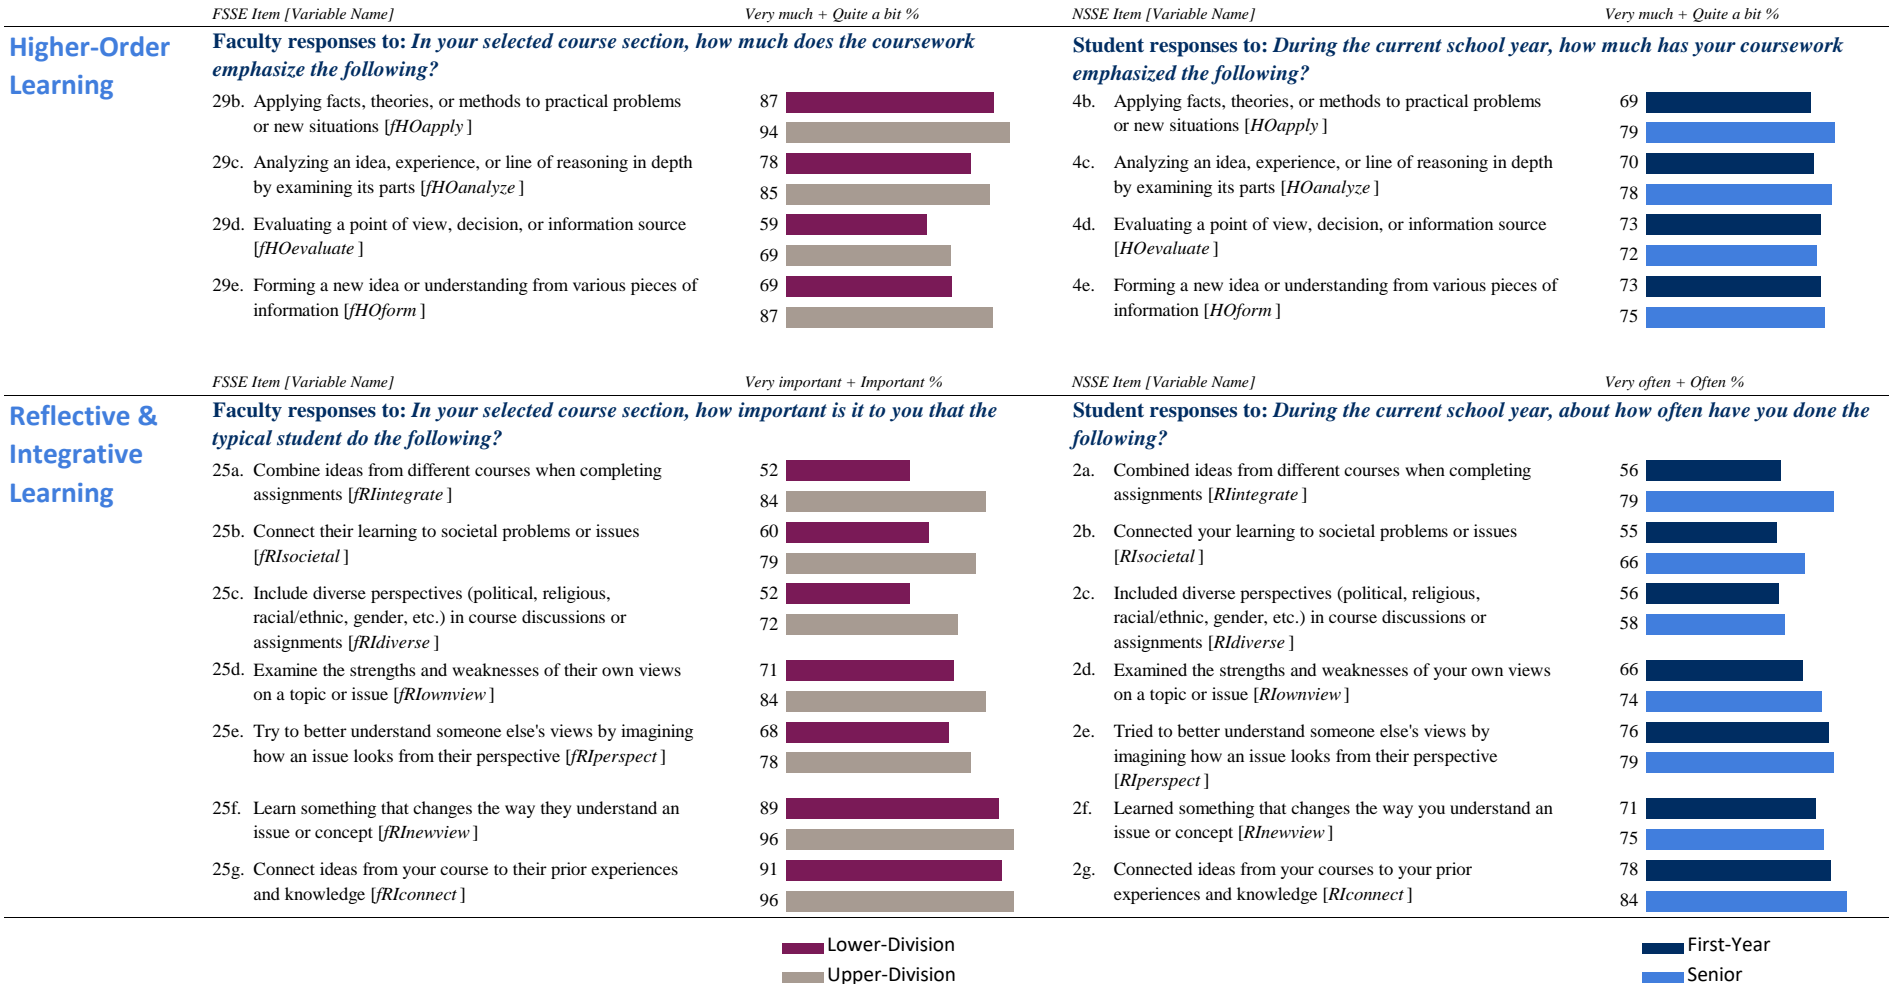 FSSE Item [Variable Name] Very much + Quite a bit % NSSE Item [Variable Name] Very much + Quite a bit %
Higher-Order
Learning
Faculty responses to: In your selected course section, how much does the coursework
emphasize the following?
29b. Applying facts, theories, or methods to practical problems 87
or new situations [fHOapply]
94
29c. Analyzing an idea, experience, or line of reasoning in depth 78
by examining its parts [fHOanalyze]
85
29d. Evaluating a point of view, decision, or information source 59
[fHOevaluate]
69
29e. Forming a new idea or understanding from various pieces of 69
information [fHOform]
87
Student responses to: During the current school year, how much has your coursework
emphasized the following?
4b. Applying facts, theories, or methods to practical problems 69
or new situations [HOapply]
79
4c. Analyzing an idea, experience, or line of reasoning in depth 70
by examining its parts [HOanalyze]
78
4d. Evaluating a point of view, decision, or information source 73
[HOevaluate]
72
4e. Forming a new idea or understanding from various pieces of 73
information [HOform]
75
FSSE Item [Variable Name] Very important + Important % NSSE Item [Variable Name] Very often + Often %
Reflective &
Integrative
Learning
Faculty responses to: In your selected course section, how important is it to you that the
typical student do the following?
25a. Combine ideas from different courses when completing 52
assignments [fRIintegrate]
84
25b. Connect their learning to societal problems or issues 60
[fRIsocietal]
79
25c. Include diverse perspectives (political, religious, 52
racial/ethnic, gender, etc.) in course discussions or
72
assignments [fRIdiverse]
25d. Examine the strengths and weaknesses of their own views 71
on a topic or issue [fRIownview]
84
25e. Try to better understand someone else's views by imagining 68
how an issue looks from their perspective [fRIperspect]
78
25f. Learn something that changes the way they understand an 89
issue or concept [fRInewview]
96
25g. Connect ideas from your course to their prior experiences 91
and knowledge [fRIconnect]
96
Student responses to: During the current school year, about how often have you done the
following?
2a. Combined ideas from different courses when completing 56
assignments [RIintegrate]
79
2b. Connected your learning to societal problems or issues 55
[RIsocietal]
66
2c. Included diverse perspectives (political, religious, 56
racial/ethnic, gender, etc.) in course discussions or
58
assignments [RIdiverse]
2d. Examined the strengths and weaknesses of your own views 66
on a topic or issue [RIownview]
74
2e. Tried to better understand someone else's views by 76
imagining how an issue looks from their perspective
79
[RIperspect]
2f. Learned something that changes the way you understand an 71
issue or concept [RInewview]
75
2g. Connected ideas from your courses to your prior 78
experiences and knowledge [RIconnect]
84
Lower-Division
Upper-Division
First-Year
Senior